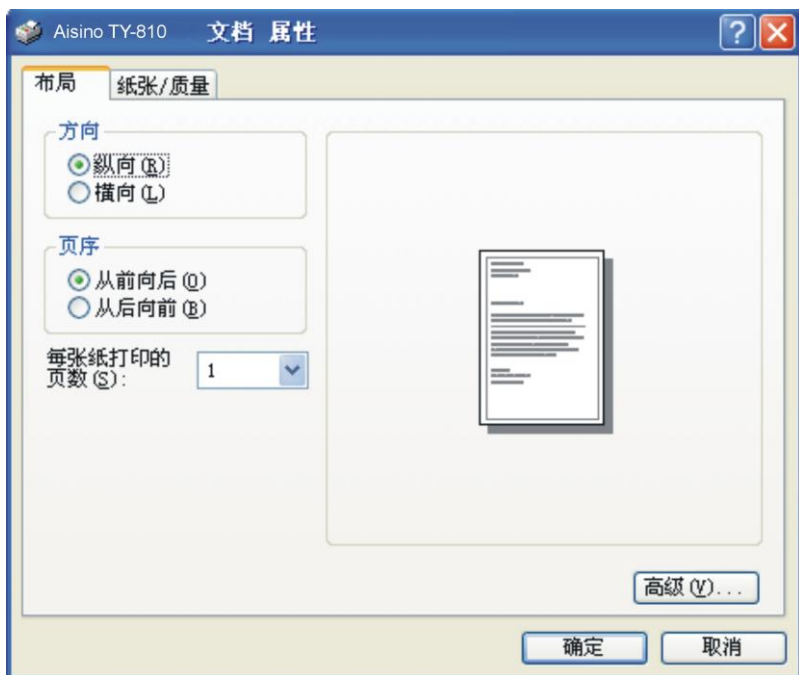 Aisino TY-810 文档 属性
布局 纸张/质量
方向
纵向(R)
横向(L)
页序
从前向后(O)
从后向前(B)
每张纸打印的
页数(S):
1
高级(V)...
确定 取消